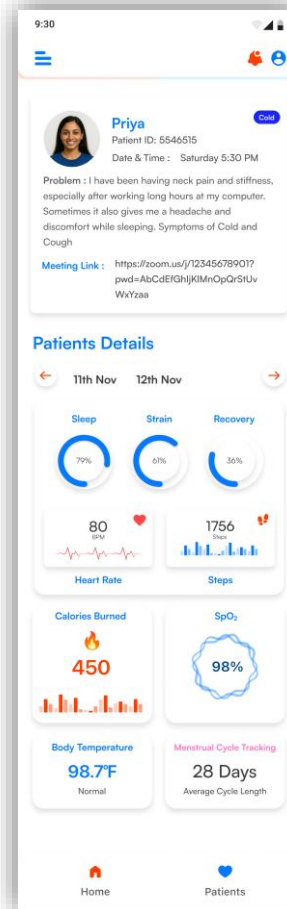 9:30
Priya
Cold
Patient ID: 5546515
Date & Time : Saturday 5:30 PM
Problem : I have been having neck pain and stiffness,
especially after working long hours at my computer.
Sometimes it also gives me a headache and
discomfort while sleeping. Symptoms of Cold and
Cough
Meeting Link : https://zoom.us/j/12345678901?
pwd=AbCdEfGhIjKlMnOpQrStUv
WxYzaa
Patients Details
11th Nov 12th Nov
Sleep Strain Recovery
79% 61% 36%
80 1756
BPM Steps
Heart Rate Steps
Calories Burned SpO₂
450 98%
Body Temperature Menstrual Cycle Tracking
98.7°F 28 Days
Normal Average Cycle Length
Home Patients